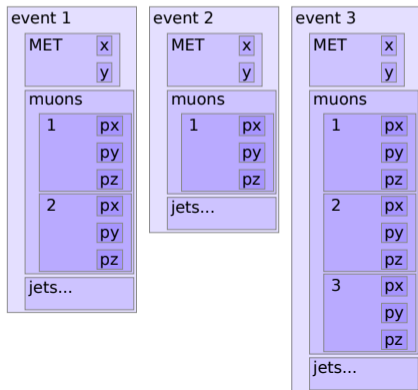 event 1
MET x
y
muons
1 px
py
pz
2 px
py
pz
jets...
event 2
MET x
y
muons
1 px
py
pz
jets...
event 3
MET x
y
muons
1 px
py
pz
2 px
py
pz
3 px
py
pz
jets...